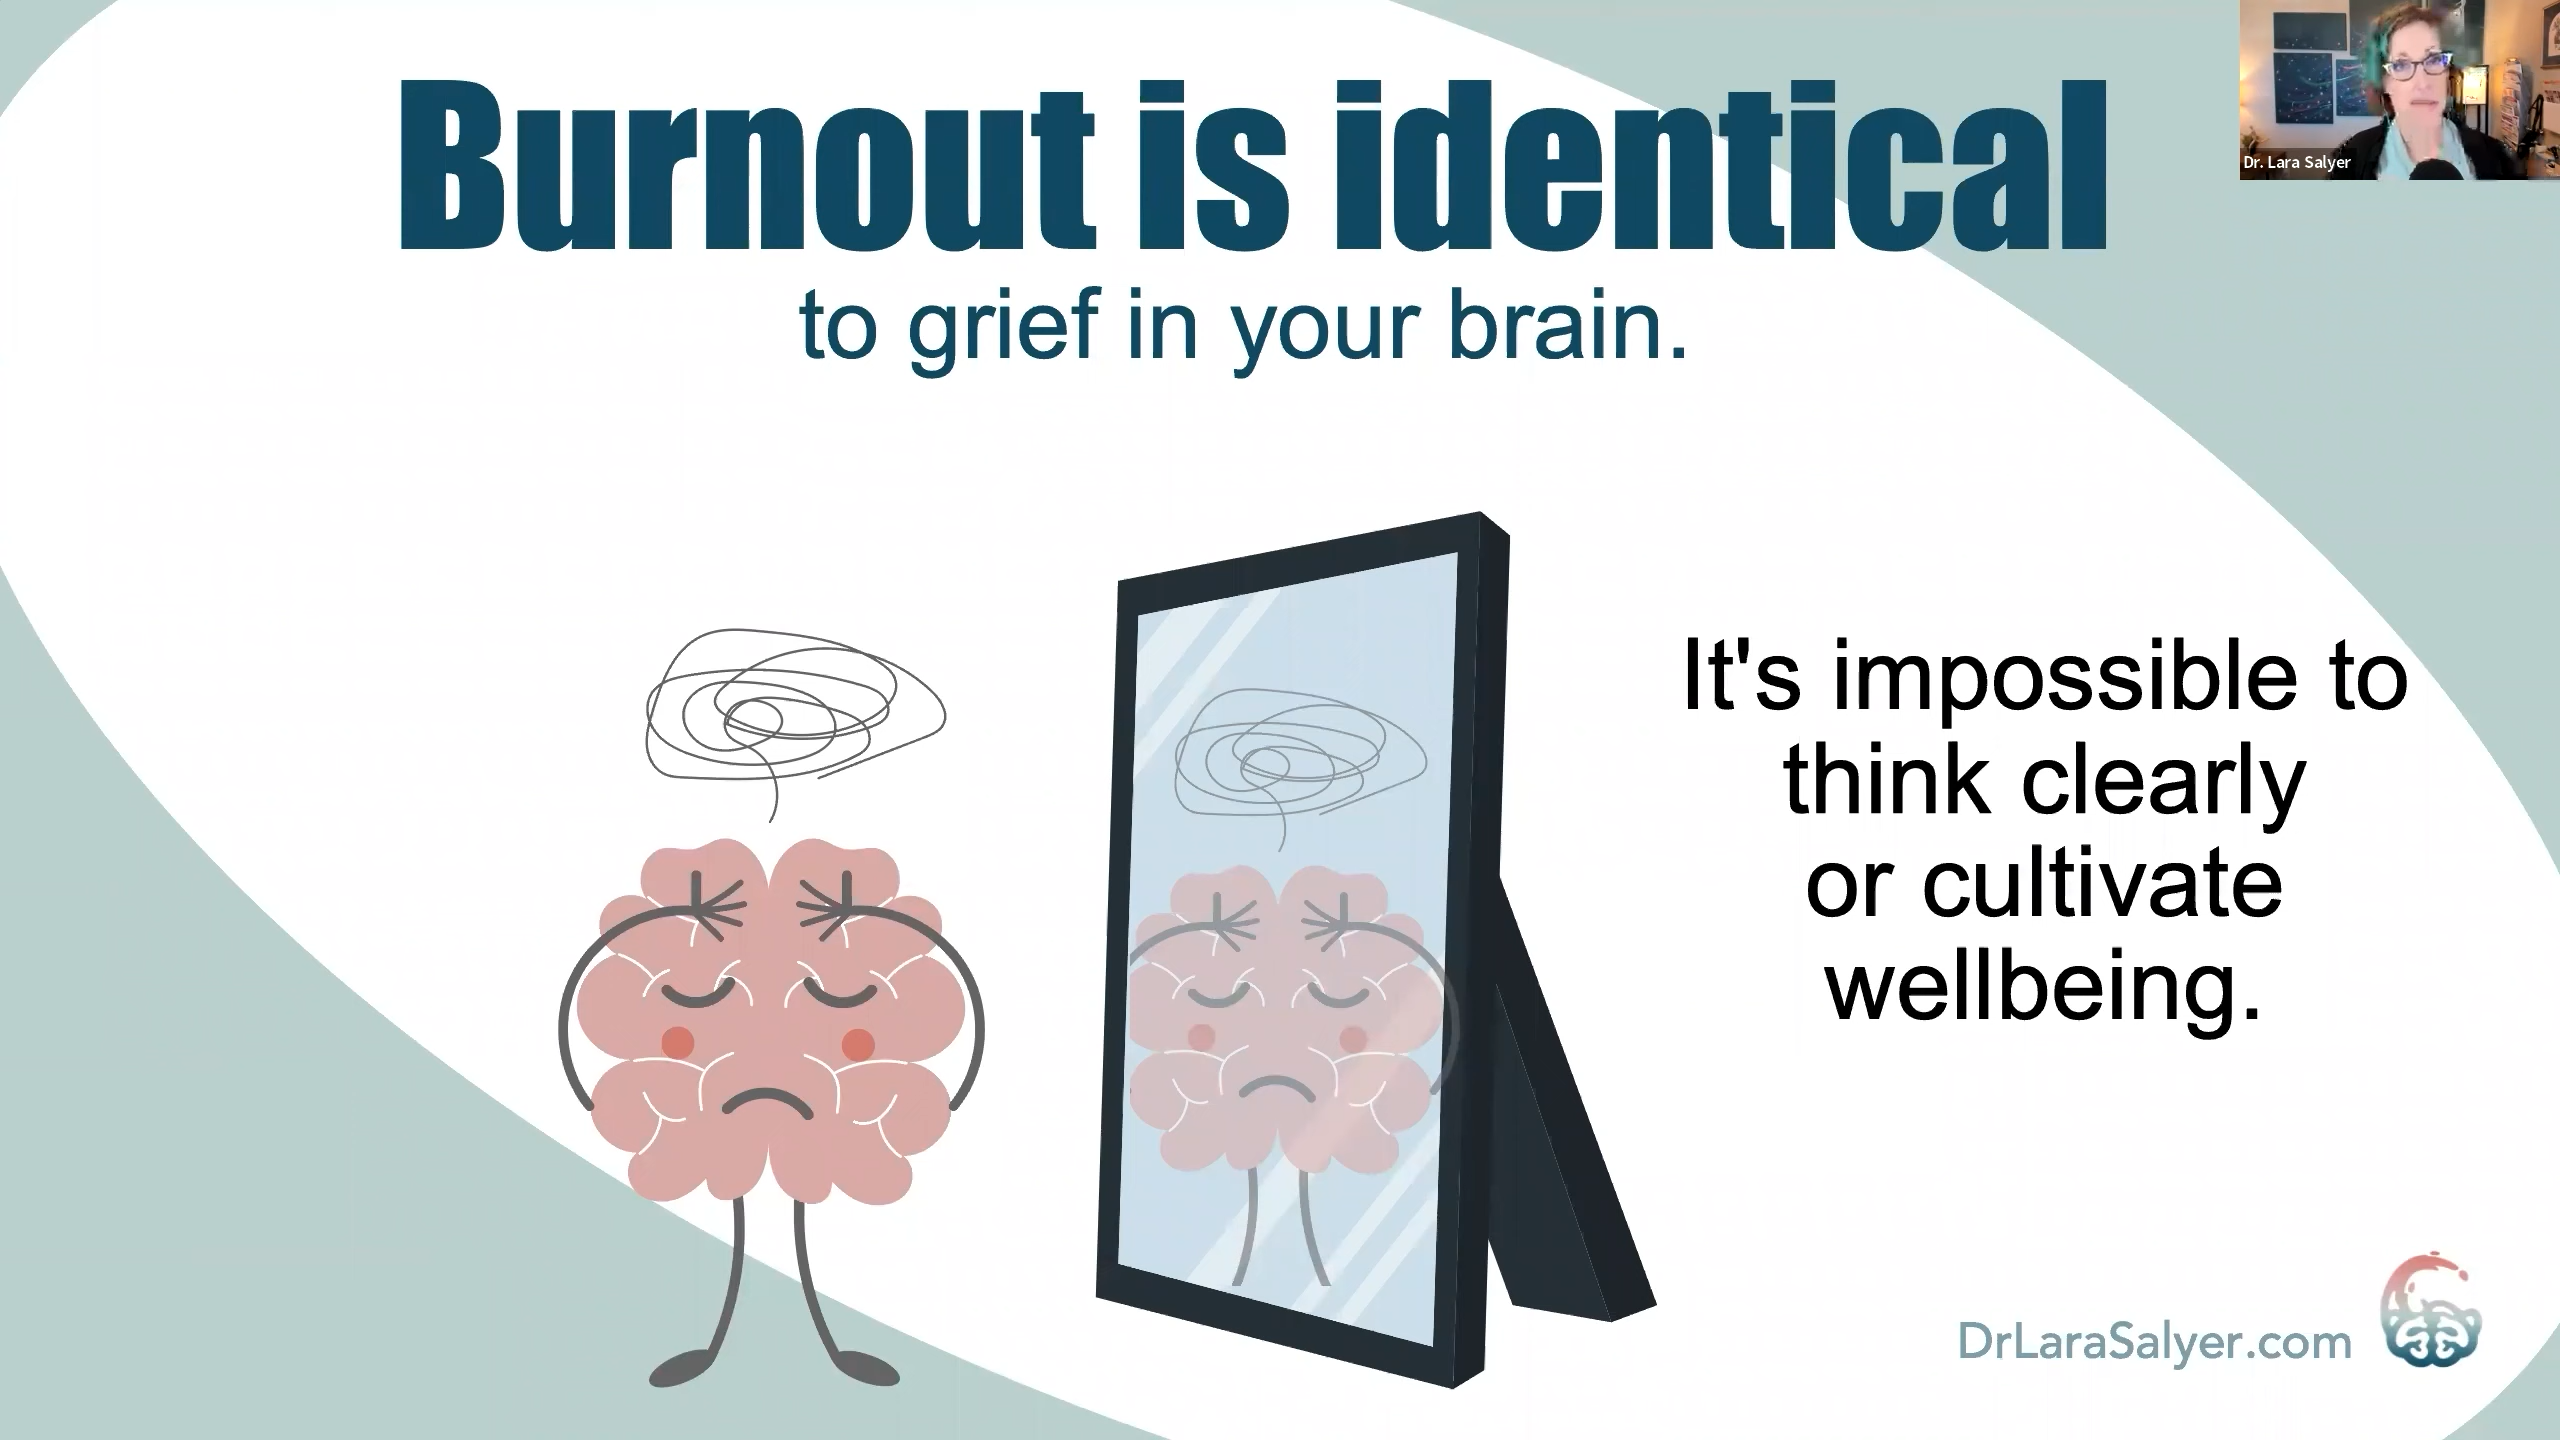 Burnout is identical
to grief in your brain.
Dr. Lara Salyer
It's impossible to
think clearly
or cultivate
wellbeing.
DrLaraSalyer.com